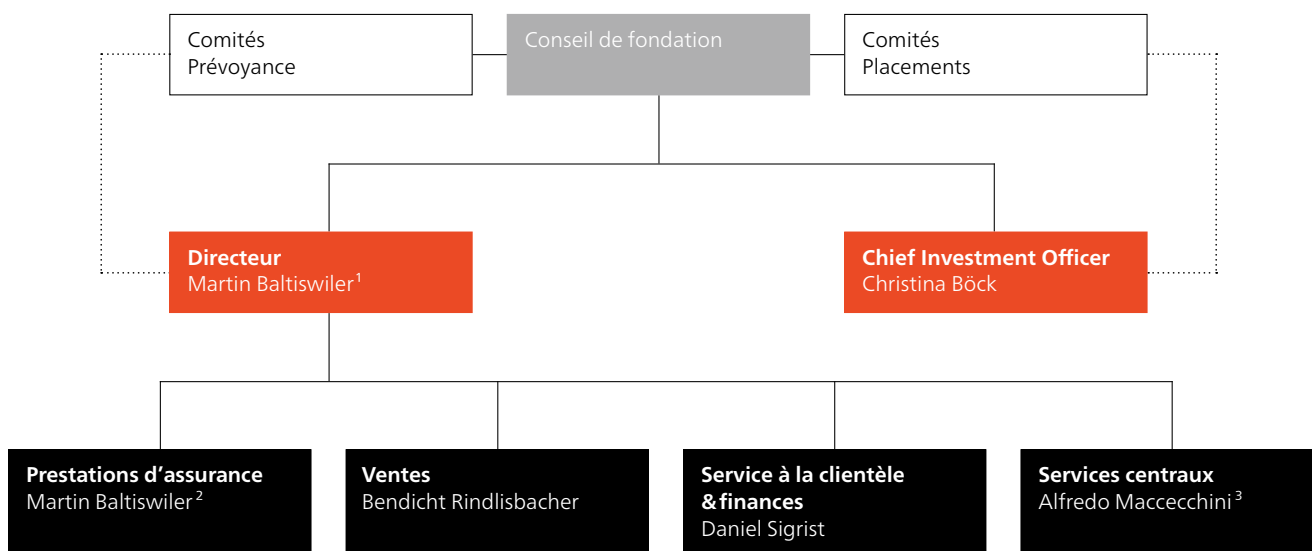 Comités
Prévoyance
Conseil de fondation
Comités
Placements
Directeur
Martin Baltiswiler¹
Chief Investment Officer
Christina Böck
Prestations d’assurance
Martin Baltiswiler²
Ventes
Bendicht Rindlisbacher
Service à la clientèle
& finances
Daniel Sigrist
Services centraux
Alfredo Maccecchini³